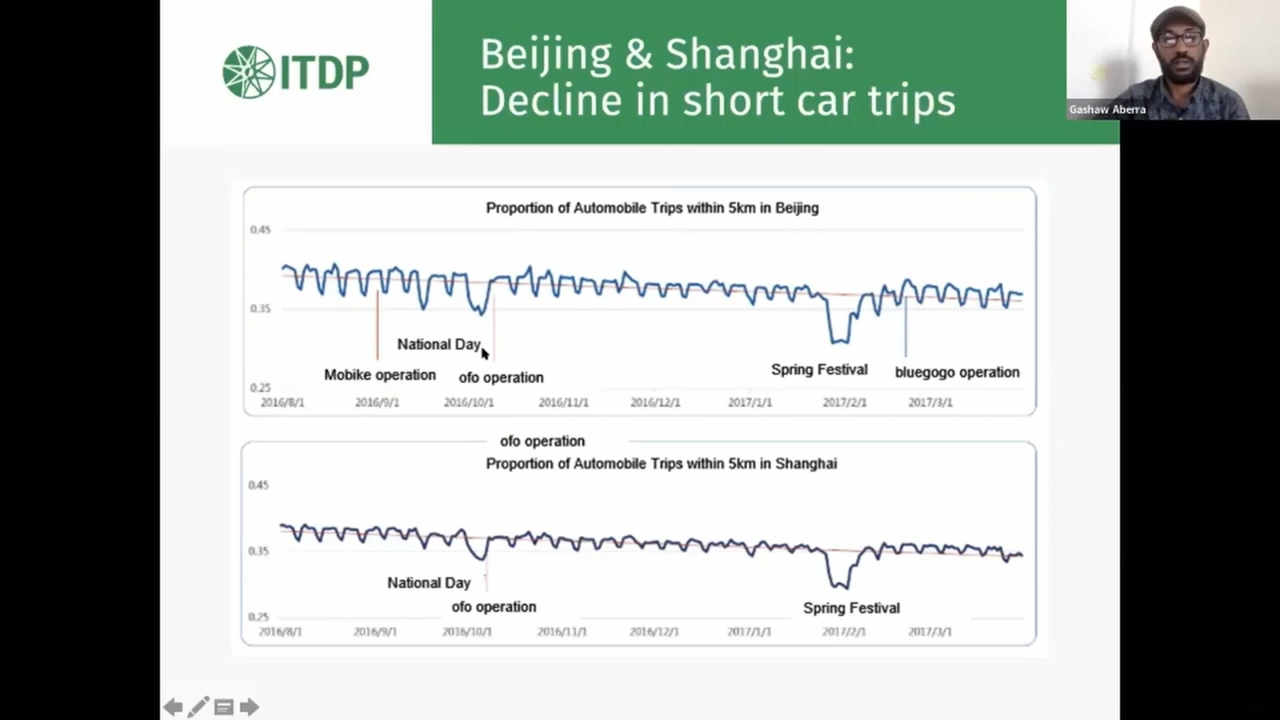 ITDP
Beijing & Shanghai:
Decline in short car trips
Gashaw Aberra
Proportion of Automobile Trips within 5km in Beijing
0.45
0.35
National Day
Spring Festival
bluegogo operation
Mobike operation
ofo operation
0.25
2016/8/1 2016/9/1 2016/10/1 2016/11/1 2016/12/1 2017/1/1 2017/2/1 2017/3/1
ofo operation
Proportion of Automobile Trips within 5km in Shanghai
0.45
0.35
National Day
ofo operation
Spring Festival
0.25
2016/8/1 2016/9/1 2016/10/1 2016/11/1 2016/12/1 2017/1/1 2017/2/1 2017/3/1